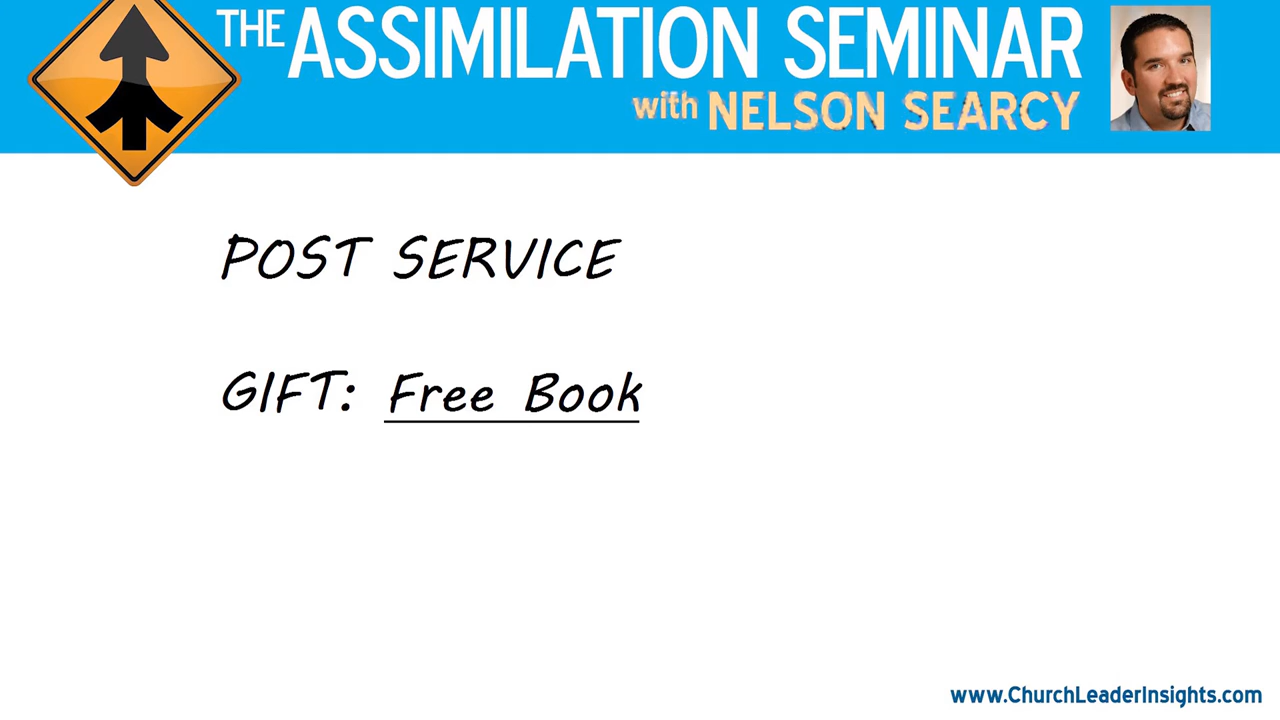 THE ASSIMILATION SEMINAR
with NELSON SEARCY
POST SERVICE
GIFT: Free Book
www.ChurchLeaderInsights.com